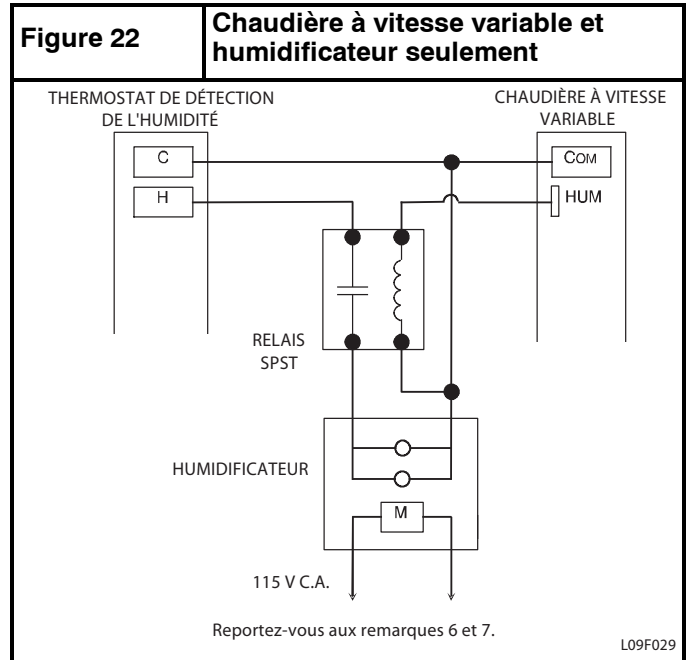 Figure 22
Chaudière à vitesse variable et
humidificateur seulement
THERMOSTAT DE DÉTECTION
DE L'HUMIDITÉ
CHAUDIÈRE À VITESSE
VARIABLE
C
COM
H
HUM
RELAIS
SPST
HUMIDIFICATEUR
M
115 V C.A.
Reportez-vous aux remarques 6 et 7.
L09F029